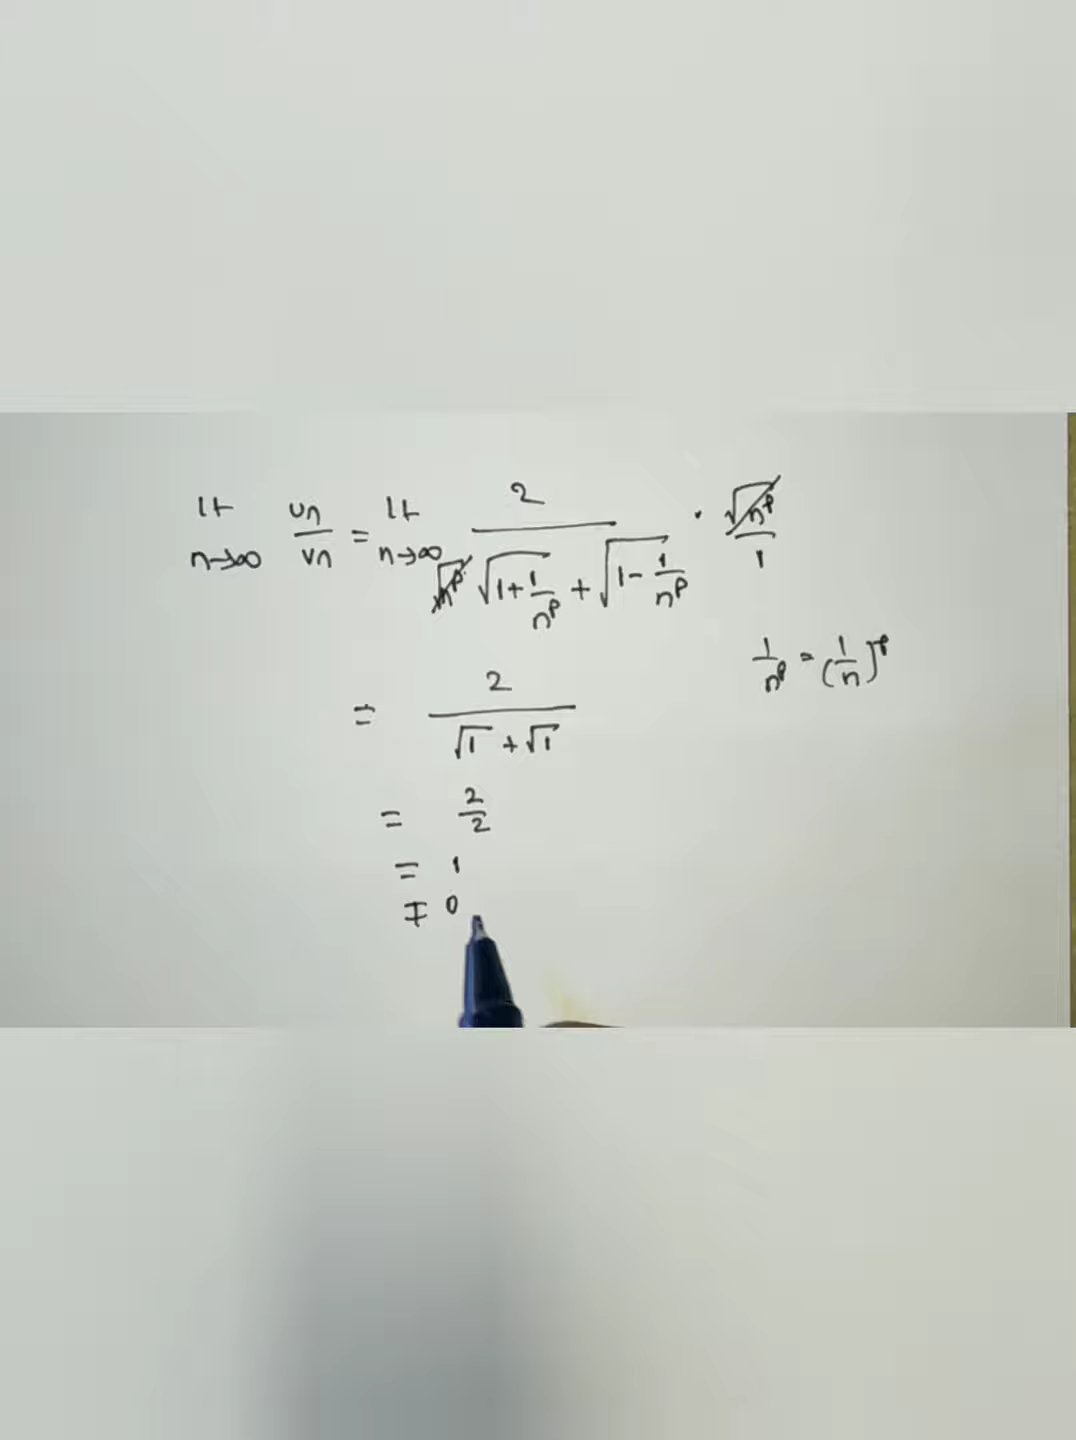 lt n→∞ un/vn = lt n→∞ 2/(√n^p √(1+1/n^p) + √(1-1/n^p)) · √n^p/1
1/n^p = (1/n)^p
= 2/(√1 + √1)
= 2/2
= 1
≠ 0